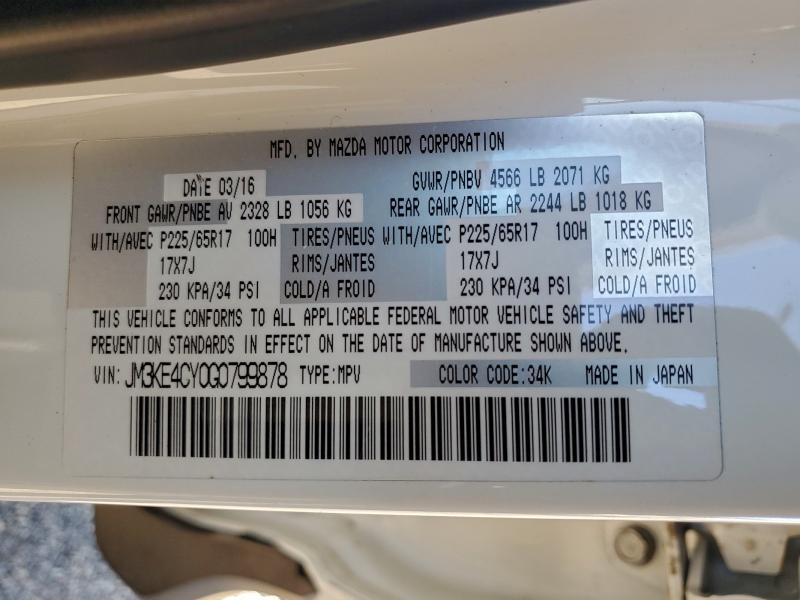 MFD. BY MAZDA MOTOR CORPORATION
DATE 03/16 GVWR/PNBV 4566 LB 2071 KG
FRONT GAWR/PNBE AV 2328 LB 1056 KG REAR GAWR/PNBE AR 2244 LB 1018 KG
WITH/AVEC P225/65R17 100H TIRES/PNEUS WITH/AVEC P225/65R17 100H TIRES/PNEUS
17X7J RIMS/JANTES 17X7J RIMS/JANTES
230 KPA/34 PSI COLD/A FROID 230 KPA/34 PSI COLD/A FROID
THIS VEHICLE CONFORMS TO ALL APPLICABLE FEDERAL MOTOR VEHICLE SAFETY AND THEFT
PREVENTION STANDARDS IN EFFECT ON THE DATE OF MANUFACTURE SHOWN ABOVE.
VIN: JM3KE4CY0G0799878 TYPE:MPV COLOR CODE:34K MADE IN JAPAN